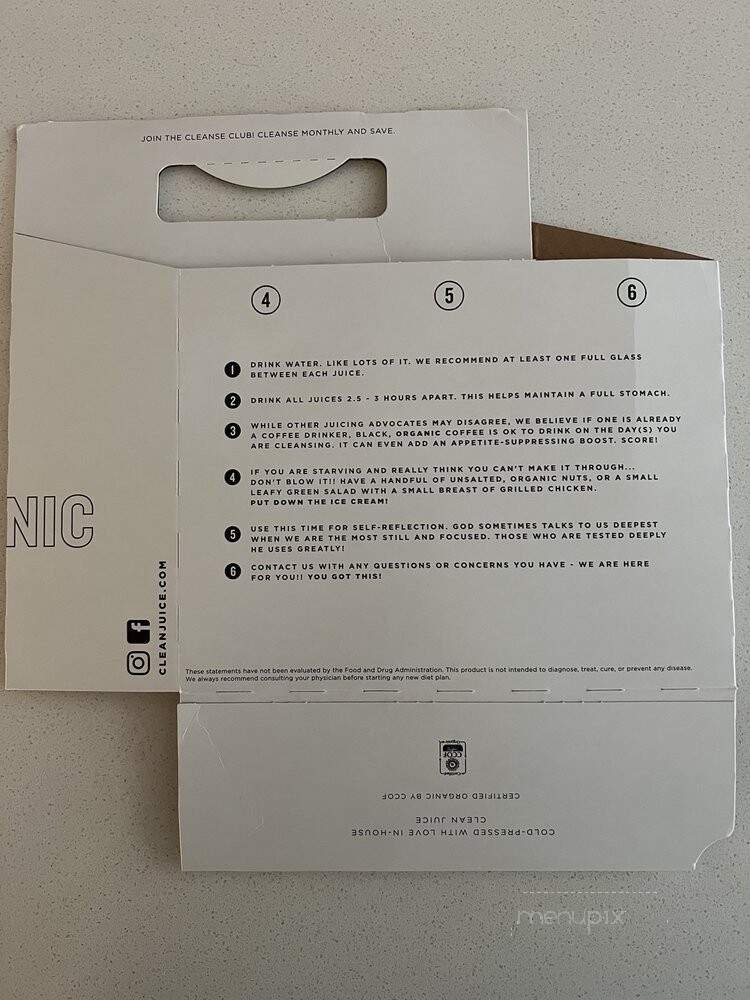 JOIN THE CLEANSE CLUB! CLEANSE MONTHLY AND SAVE.
4 5 6
1 DRINK WATER. LIKE LOTS OF IT. WE RECOMMEND AT LEAST ONE FULL GLASS
BETWEEN EACH JUICE.
2 DRINK ALL JUICES 2.5 - 3 HOURS APART. THIS HELPS MAINTAIN A FULL STOMACH.
3 WHILE OTHER JUICING ADVOCATES MAY DISAGREE, WE BELIEVE IF ONE IS ALREADY
A COFFEE DRINKER, BLACK, ORGANIC COFFEE IS OK TO DRINK ON THE DAY(S) YOU
ARE CLEANSING. IT CAN EVEN ADD AN APPETITE-SUPPRESSING BOOST. SCORE!
4 IF YOU ARE STARVING AND REALLY THINK YOU CAN'T MAKE IT THROUGH...
DON'T BLOW IT!! HAVE A HANDFUL OF UNSALTED, ORGANIC NUTS, OR A SMALL
LEAFY GREEN SALAD WITH A SMALL BREAST OF GRILLED CHICKEN.
PUT DOWN THE ICE CREAM!
5 USE THIS TIME FOR SELF-REFLECTION. GOD SOMETIMES TALKS TO US DEEPEST
WHEN WE ARE THE MOST STILL AND FOCUSED. THOSE WHO ARE TESTED DEEPLY
HE USES GREATLY!
6 CONTACT US WITH ANY QUESTIONS OR CONCERNS YOU HAVE - WE ARE HERE
FOR YOU!! YOU GOT THIS!
NIC
CLEANJUICE.COM
These statements have not been evaluated by the Food and Drug Administration. This product is not intended to diagnose, treat, cure, or prevent any disease.
We always recommend consulting your physician before starting any new diet plan.
COLD-PRESSED WITH LOVE IN-HOUSE
CLEAN JUICE
CERTIFIED ORGANIC BY CCOF
Certified
CCOF
Organic
menupix